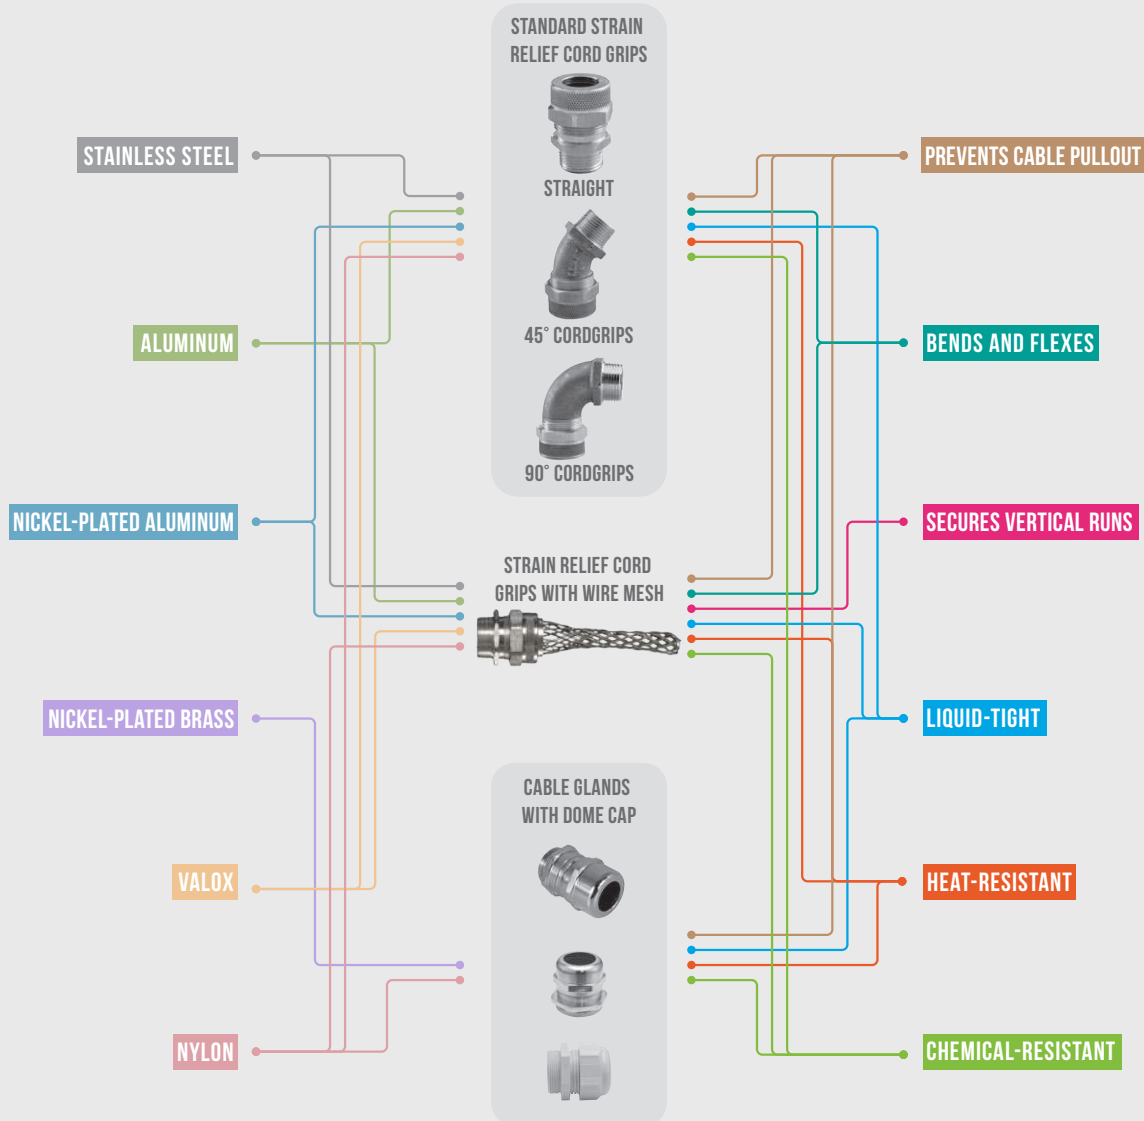 STANDARD STRAIN
RELIEF CORD GRIPS
STRAIGHT
45° CORDGRIPS
90° CORDGRIPS
STAINLESS STEEL
ALUMINUM
NICKEL-PLATED ALUMINUM
NICKEL-PLATED BRASS
VALOX
NYLON
STRAIN RELIEF CORD
GRIPS WITH WIRE MESH
CABLE GLANDS
WITH DOME CAP
PREVENTS CABLE PULLOUT
BENDS AND FLEXES
SECURES VERTICAL RUNS
LIQUID-TIGHT
HEAT-RESISTANT
CHEMICAL-RESISTANT